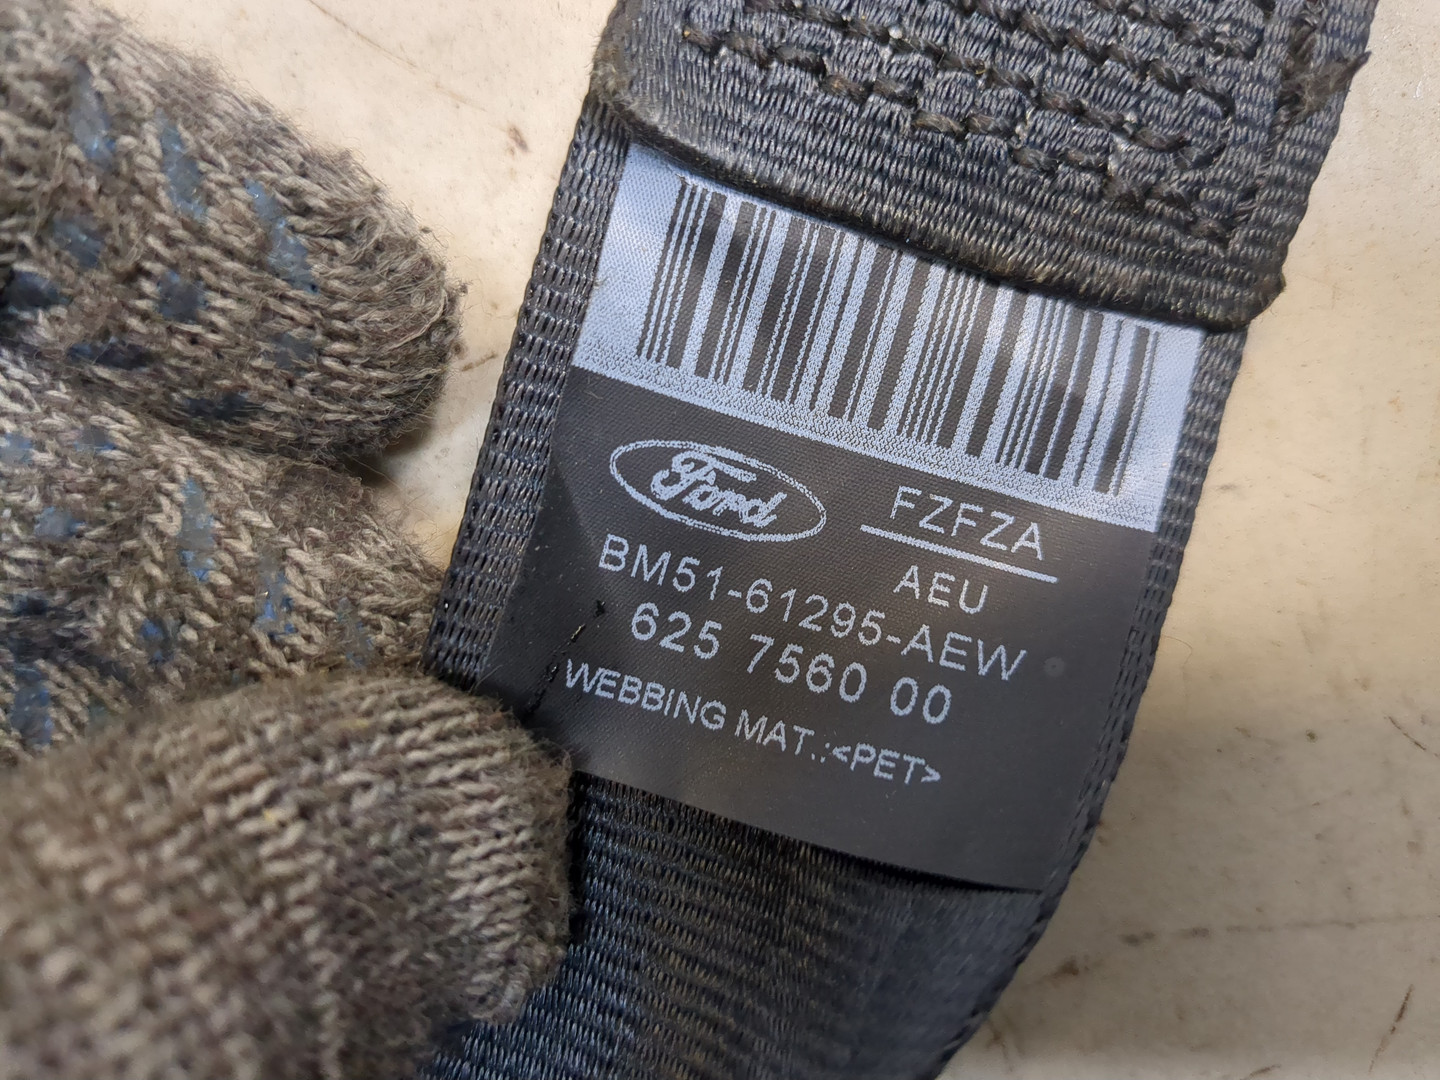 Ford
FZFZA
AEU
BM51-61295-AEW
625 7560 00
WEBBING MAT.:<PET>